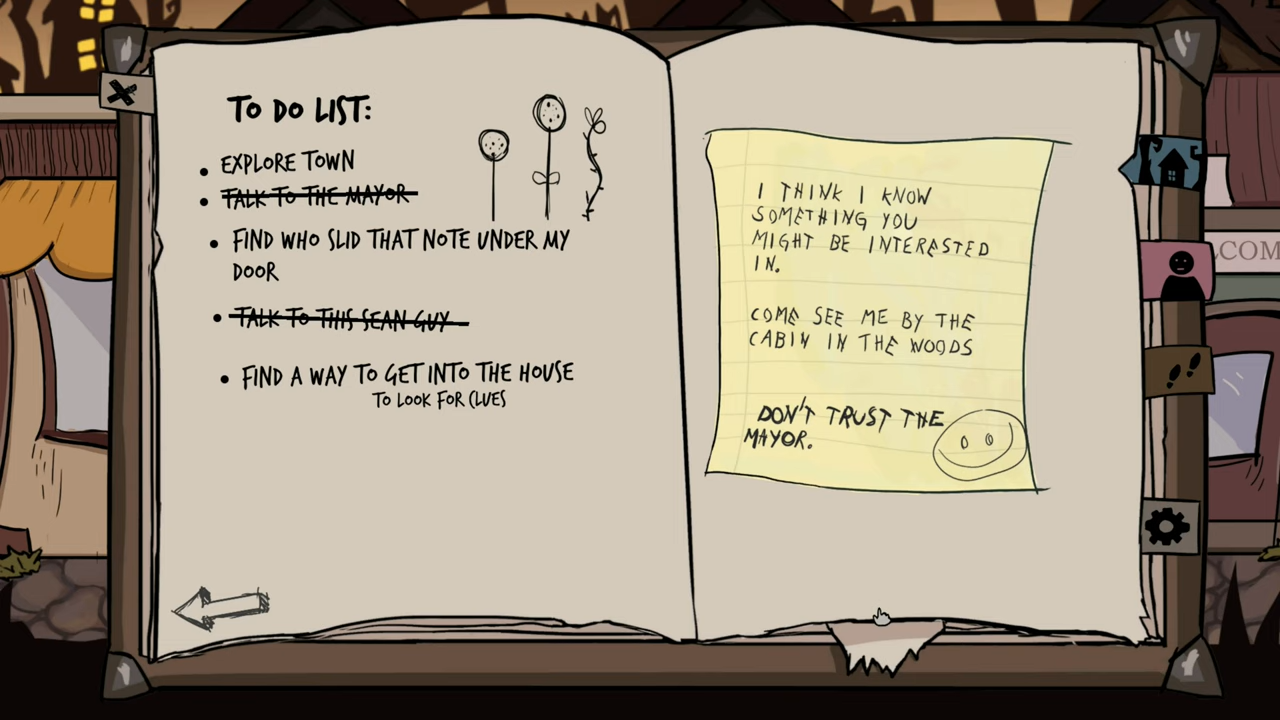 TO DO LIST:
EXPLORE TOWN
TALK TO THE MAYOR
FIND WHO SLID THAT NOTE UNDER MY
DOOR
TALK TO THIS SEAN GUY
FIND A WAY TO GET INTO THE HOUSE
TO LOOK FOR CLUES
I THINK I KNOW
SOMETHING YOU
MIGHT BE INTERESTED
IN.
COME SEE ME BY THE
CABIN IN THE WOODS
DON'T TRUST THE
MAYOR.
LCOM